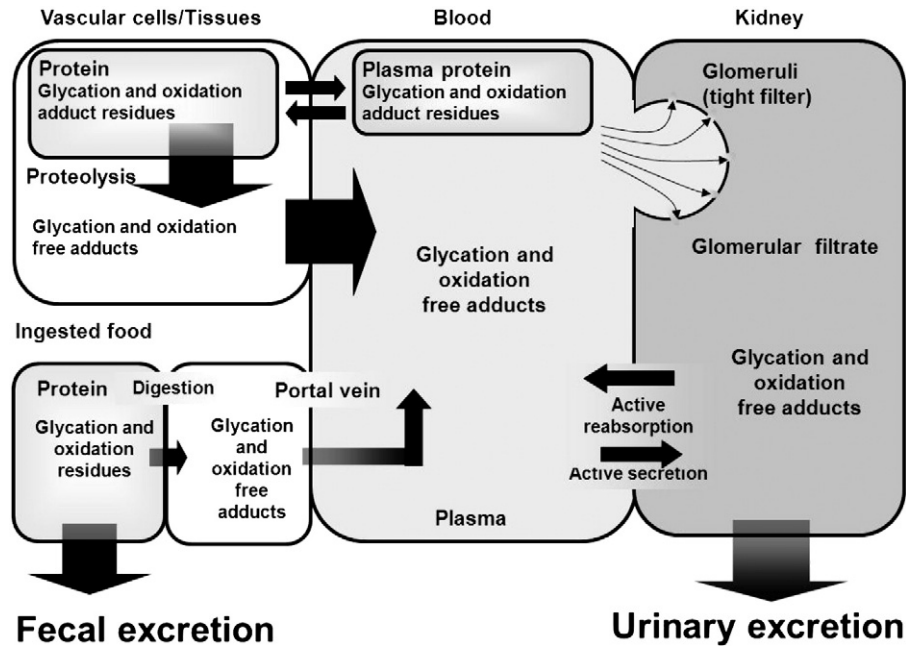 Vascular cells/Tissues
Blood
Kidney
Protein
Glycation and oxidation
adduct residues
Plasma protein
Glycation and oxidation
adduct residues
Glomeruli
(tight filter)
Proteolysis
Glycation and oxidation
free adducts
Glycation and
oxidation
free adducts
Glomerular filtrate
Ingested food
Protein
Digestion
Portal vein
Glycation and
oxidation
residues
Glycation
and
oxidation
free
adducts
Glycation and
oxidation
free adducts
Active
reabsorption
Active secretion
Plasma
Fecal excretion
Urinary excretion